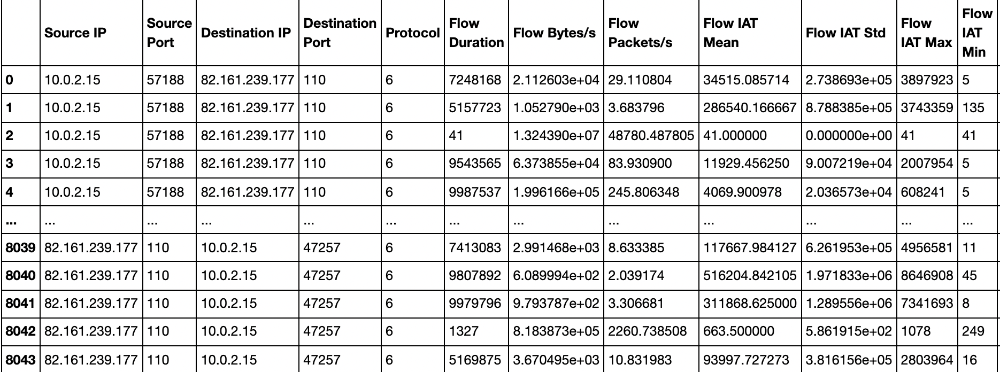 Source IP Source Port Destination IP Destination Port Protocol Flow Duration Flow Bytes/s Flow Packets/s Flow IAT Mean Flow IAT Std Flow IAT Max Flow IAT Min
0 10.0.2.15 57188 82.161.239.177 110 6 7248168 2.112603e+04 29.110804 34515.085714 2.738693e+05 3897923 5
1 10.0.2.15 57188 82.161.239.177 110 6 5157723 1.052790e+03 3.683796 286540.166667 8.788385e+05 3743359 135
2 10.0.2.15 57188 82.161.239.177 110 6 41 1.324390e+07 48780.487805 41.000000 0.000000e+00 41 41
3 10.0.2.15 57188 82.161.239.177 110 6 9543565 6.373855e+04 83.930900 11929.456250 9.007219e+04 2007954 5
4 10.0.2.15 57188 82.161.239.177 110 6 9987537 1.996166e+05 245.806348 4069.900978 2.036573e+04 608241 5
... ... ... ... ... ... ... ... ... ... ... ... ...
8039 82.161.239.177 110 10.0.2.15 47257 6 7413083 2.991468e+03 8.633385 117667.984127 6.261953e+05 4956581 11
8040 82.161.239.177 110 10.0.2.15 47257 6 9807892 6.089994e+02 2.039174 516204.842105 1.971833e+06 8646908 45
8041 82.161.239.177 110 10.0.2.15 47257 6 9979796 9.793787e+02 3.306681 311868.625000 1.289556e+06 7341693 8
8042 82.161.239.177 110 10.0.2.15 47257 6 1327 8.183873e+05 2260.738508 663.500000 5.861915e+02 1078 249
8043 82.161.239.177 110 10.0.2.15 47257 6 5169875 3.670495e+03 10.831983 93997.727273 3.816156e+05 2803964 16